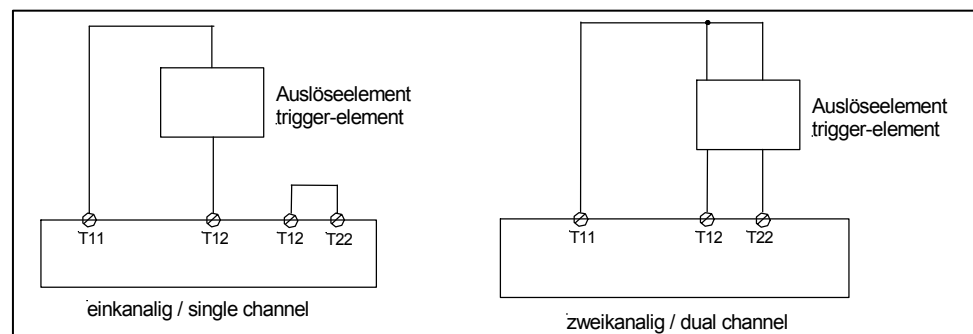 Auslöseelement
trigger-element
T11
T12
T12
T22
einkanalig / single channel
Auslöseelement
trigger-element
T11
T12
T22
zweikanalig / dual channel